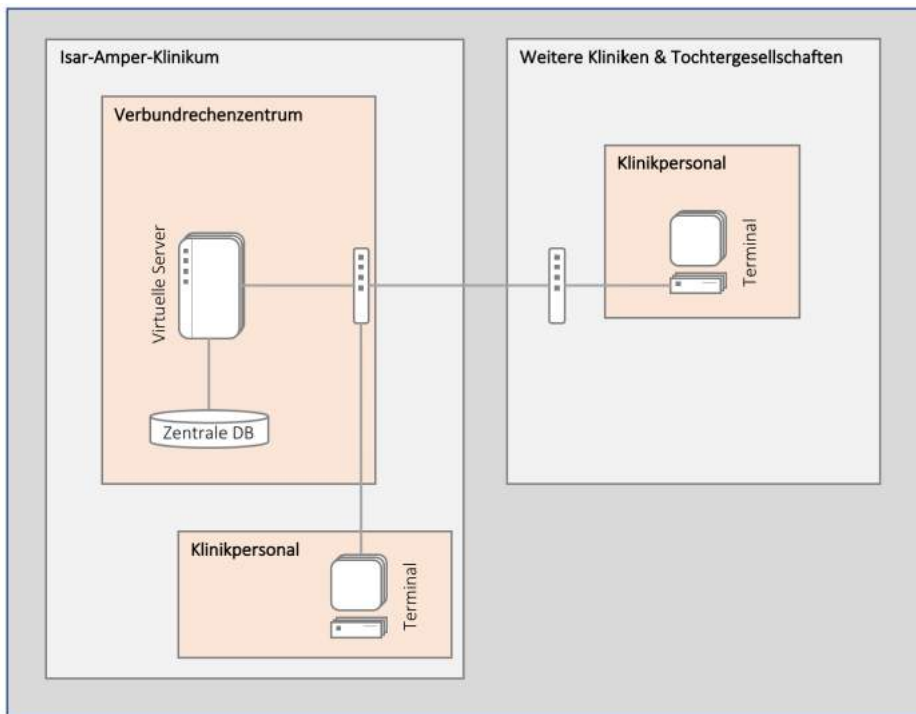 Isar-Amper-Klinikum
Verbundrechenzentrum
Virtuelle Server
Zentrale DB
Klinikpersonal
Terminal
Weitere Kliniken & Tochtergesellschaften
Klinikpersonal
Terminal